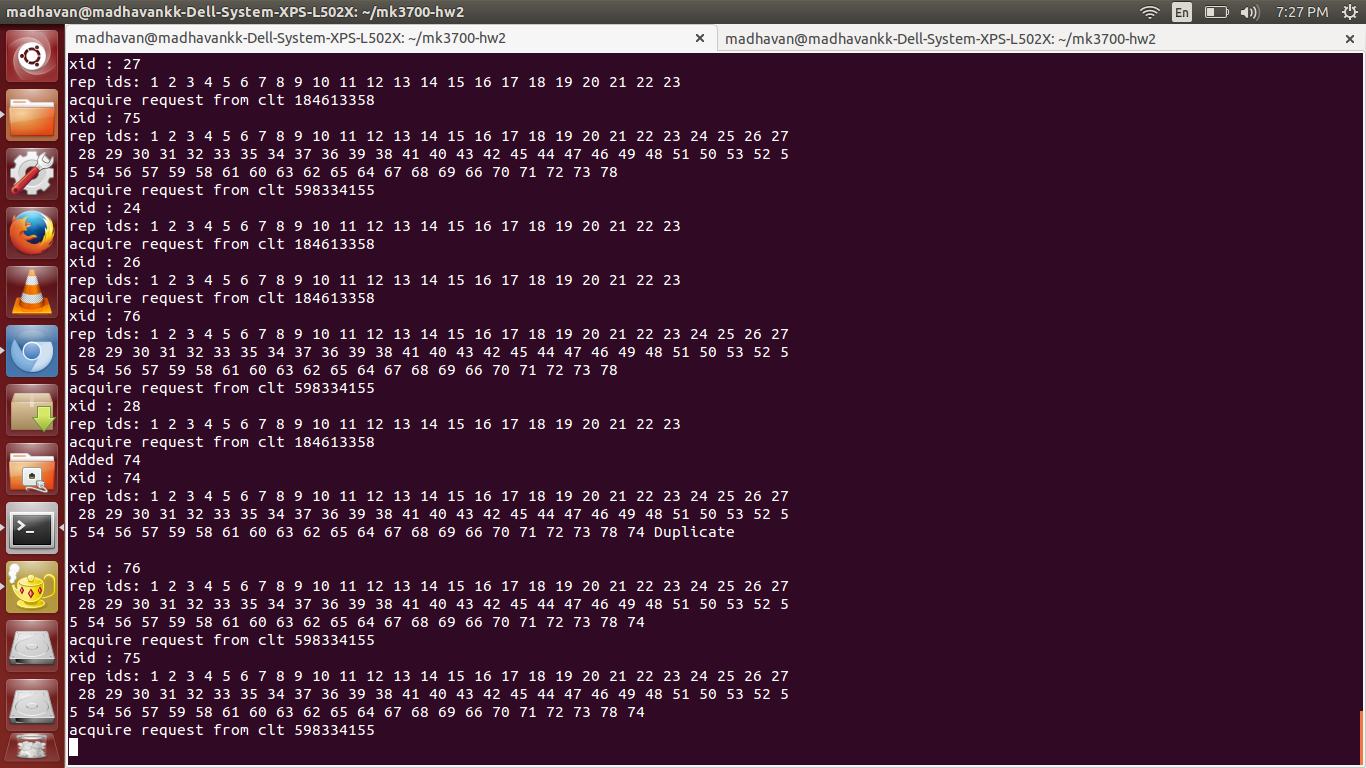 madhavan@madhavankk-Dell-System-XPS-L502X: ~/mk3700-hw2
En
7:27 PM
madhavan@madhavankk-Dell-System-XPS-L502X: ~/mk3700-hw2 ×
madhavan@madhavankk-Dell-System-XPS-L502X: ~/mk3700-hw2 ×
xid : 27
rep ids: 1 2 3 4 5 6 7 8 9 10 11 12 13 14 15 16 17 18 19 20 21 22 23
acquire request from clt 184613358
xid : 75
rep ids: 1 2 3 4 5 6 7 8 9 10 11 12 13 14 15 16 17 18 19 20 21 22 23 24 25 26 27
 28 29 30 31 32 33 35 34 37 36 39 38 41 40 43 42 45 44 47 46 49 48 51 50 53 52 5
5 54 56 57 59 58 61 60 63 62 65 64 67 68 69 66 70 71 72 73 78
acquire request from clt 598334155
xid : 24
rep ids: 1 2 3 4 5 6 7 8 9 10 11 12 13 14 15 16 17 18 19 20 21 22 23
acquire request from clt 184613358
xid : 26
rep ids: 1 2 3 4 5 6 7 8 9 10 11 12 13 14 15 16 17 18 19 20 21 22 23
acquire request from clt 184613358
xid : 76
rep ids: 1 2 3 4 5 6 7 8 9 10 11 12 13 14 15 16 17 18 19 20 21 22 23 24 25 26 27
 28 29 30 31 32 33 35 34 37 36 39 38 41 40 43 42 45 44 47 46 49 48 51 50 53 52 5
5 54 56 57 59 58 61 60 63 62 65 64 67 68 69 66 70 71 72 73 78
acquire request from clt 598334155
xid : 28
rep ids: 1 2 3 4 5 6 7 8 9 10 11 12 13 14 15 16 17 18 19 20 21 22 23
acquire request from clt 184613358
Added 74
xid : 74
rep ids: 1 2 3 4 5 6 7 8 9 10 11 12 13 14 15 16 17 18 19 20 21 22 23 24 25 26 27
 28 29 30 31 32 33 35 34 37 36 39 38 41 40 43 42 45 44 47 46 49 48 51 50 53 52 5
5 54 56 57 59 58 61 60 63 62 65 64 67 68 69 66 70 71 72 73 78 74 Duplicate
xid : 76
rep ids: 1 2 3 4 5 6 7 8 9 10 11 12 13 14 15 16 17 18 19 20 21 22 23 24 25 26 27
 28 29 30 31 32 33 35 34 37 36 39 38 41 40 43 42 45 44 47 46 49 48 51 50 53 52 5
5 54 56 57 59 58 61 60 63 62 65 64 67 68 69 66 70 71 72 73 78 74
acquire request from clt 598334155
xid : 75
rep ids: 1 2 3 4 5 6 7 8 9 10 11 12 13 14 15 16 17 18 19 20 21 22 23 24 25 26 27
 28 29 30 31 32 33 35 34 37 36 39 38 41 40 43 42 45 44 47 46 49 48 51 50 53 52 5
5 54 56 57 59 58 61 60 63 62 65 64 67 68 69 66 70 71 72 73 78 74
acquire request from clt 598334155